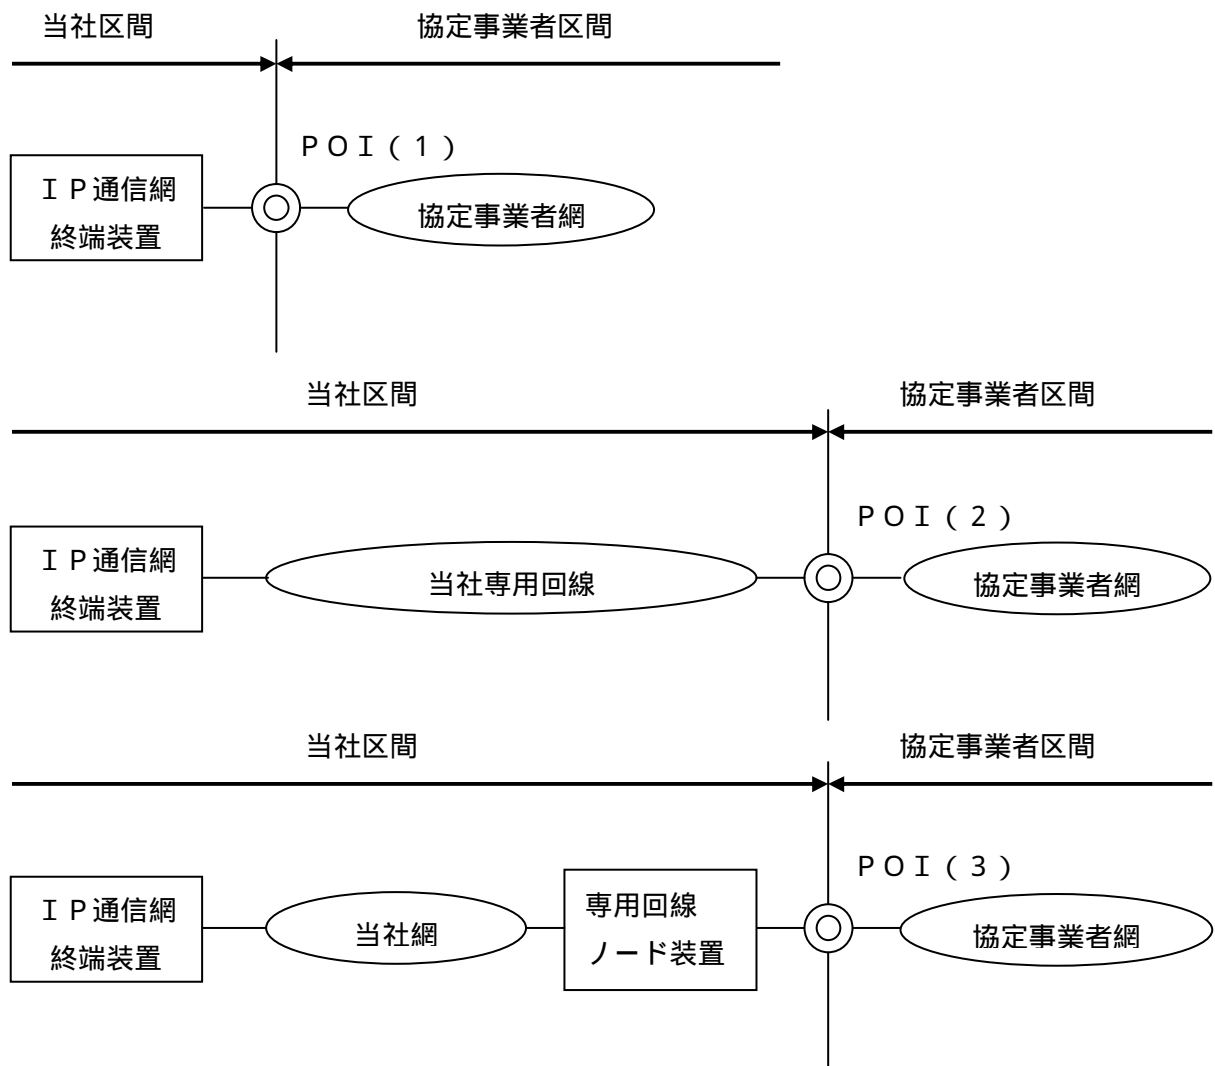 当社区間
協定事業者区間
ＰＯＩ（１）
ＩＰ通信網
終端装置
協定事業者網
当社区間
協定事業者区間
ＰＯＩ（２）
ＩＰ通信網
終端装置
当社専用回線
協定事業者網
当社区間
協定事業者区間
ＰＯＩ（３）
ＩＰ通信網
終端装置
当社網
専用回線
ノード装置
協定事業者網